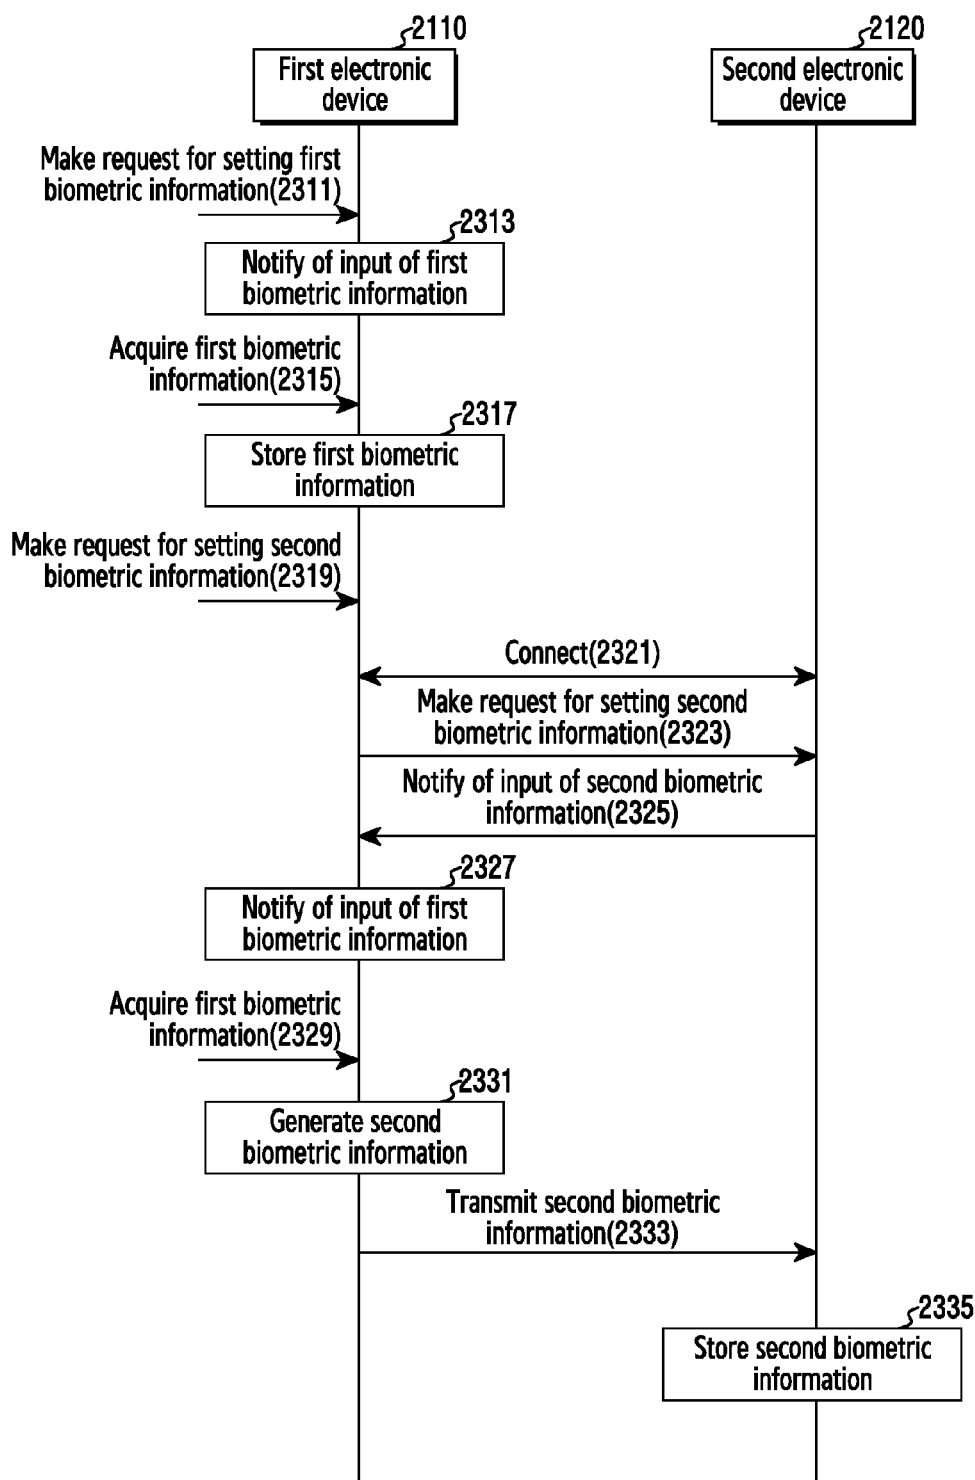 2110
2120
First electronic
device
Second electronic
device
Make request for setting first
biometric information(2311)
2313
Notify of input of first
biometric information
Acquire first biometric
information(2315)
2317
Store first biometric
information
Make request for setting second
biometric information(2319)
Connect(2321)
Make request for setting second
biometric information(2323)
Notify of input of second biometric
information(2325)
2327
Notify of input of first
biometric information
Acquire first biometric
information(2329)
2331
Generate second
biometric information
Transmit second biometric
information(2333)
2335
Store second biometric
information